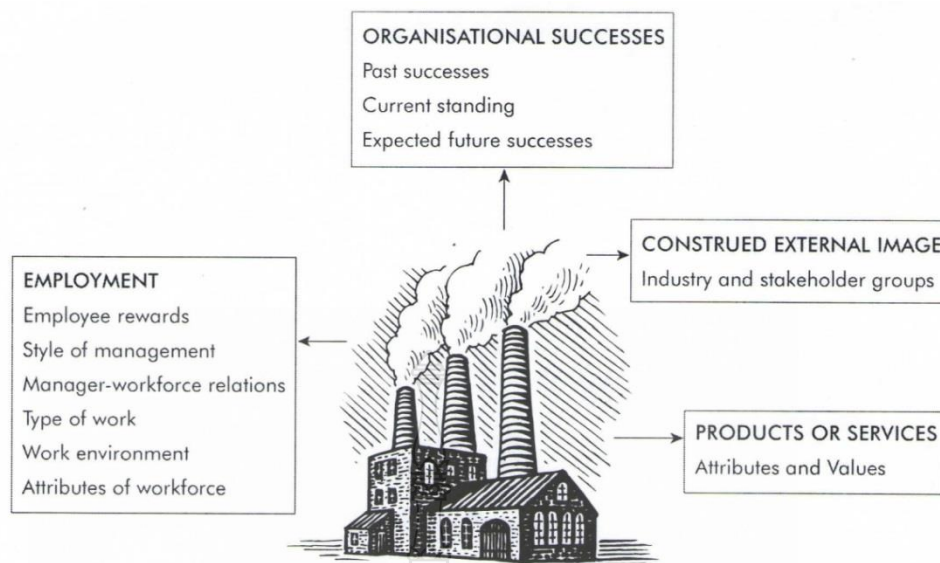 ORGANISATIONAL SUCCESSES
Past successes
Current standing
Expected future successes
CONSTRUED EXTERNAL IMAGE
Industry and stakeholder groups
EMPLOYMENT
Employee rewards
Style of management
Manager-workforce relations
Type of work
Work environment
Attributes of workforce
PRODUCTS OR SERVICES
Attributes and Values